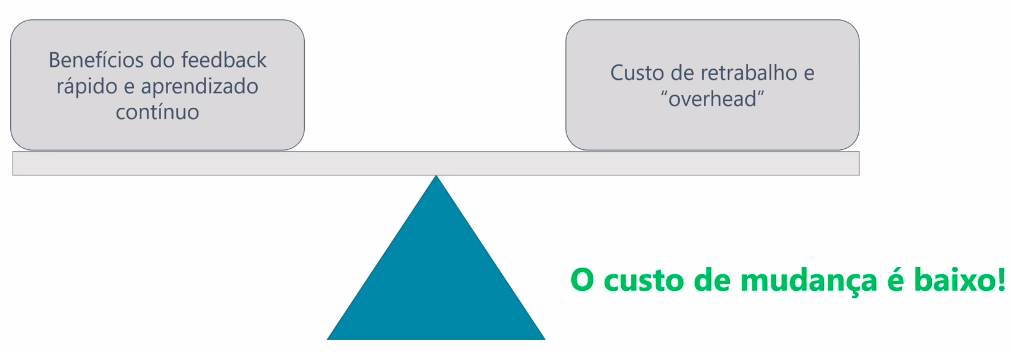 Benefícios do feedback
rápido e aprendizado
contínuo
Custo de retrabalho e
“overhead”
O custo de mudança é baixo!